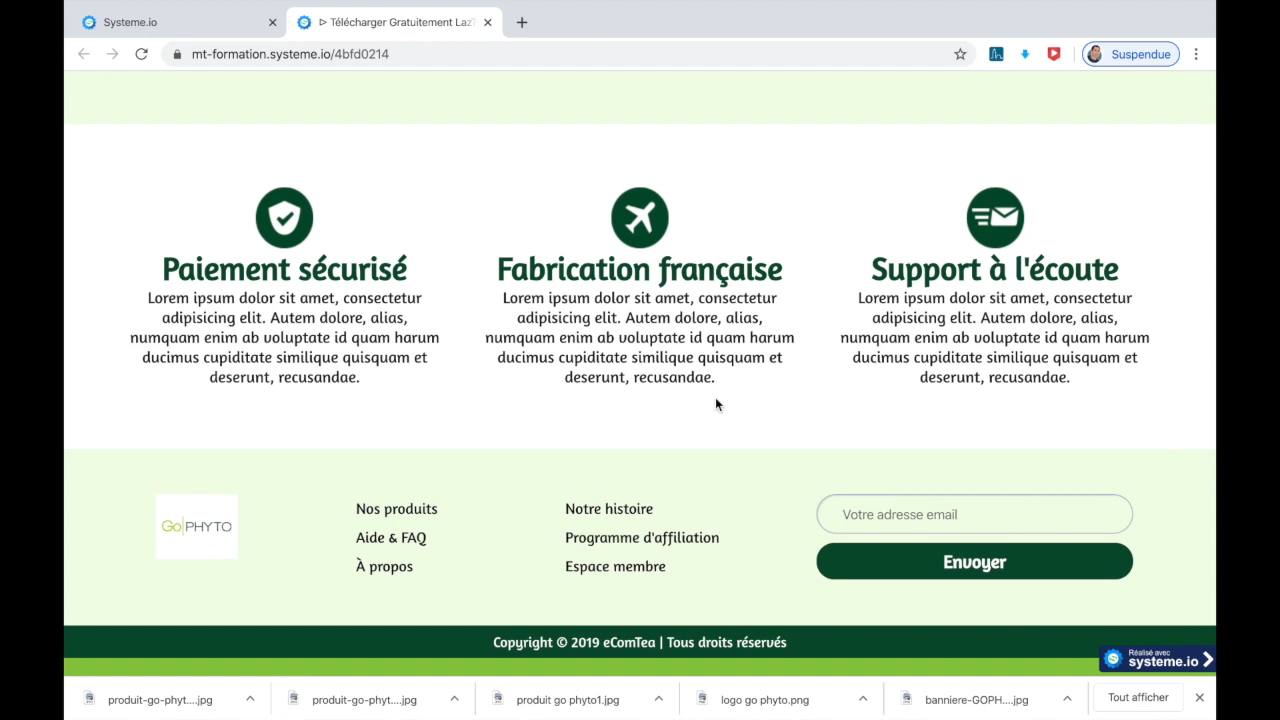 Systeme.io
▷ Télécharger Gratuitement Laz
mt-formation.systeme.io/4bfd0214
Suspendue
Paiement sécurisé
Lorem ipsum dolor sit amet, consectetur
adipisicing elit. Autem dolore, alias,
numquam enim ab voluptate id quam harum
ducimus cupiditate similique quisquam et
deserunt, recusandae.
Fabrication française
Lorem ipsum dolor sit amet, consectetur
adipisicing elit. Autem dolore, alias,
numquam enim ab voluptate id quam harum
ducimus cupiditate similique quisquam et
deserunt, recusandae.
Support à l'écoute
Lorem ipsum dolor sit amet, consectetur
adipisicing elit. Autem dolore, alias,
numquam enim ab voluptate id quam harum
ducimus cupiditate similique quisquam et
deserunt, recusandae.
Go|PHYTO
Nos produits
Aide & FAQ
À propos
Notre histoire
Programme d'affiliation
Espace membre
Votre adresse email
Envoyer
Copyright © 2019 eComTea | Tous droits réservés
Réalisé avec
systeme.io
produit-go-phyt....jpg
produit-go-phyt....jpg
produit go phyto1.jpg
logo go phyto.png
banniere-GOPH....jpg
Tout afficher